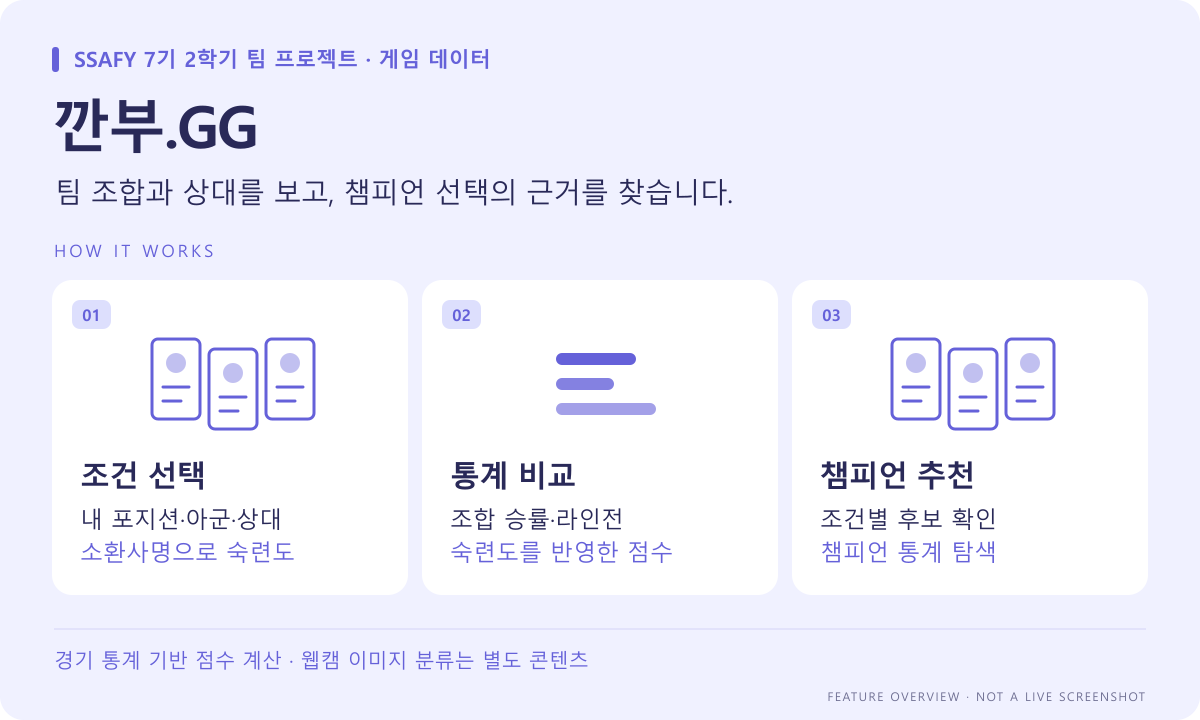 SSAFY 7기 2학기 팀 프로젝트 · 게임 데이터
깐부.GG
팀 조합과 상대를 보고, 챔피언 선택의 근거를 찾습니다.
HOW IT WORKS
01
조건 선택
내 포지션·아군·상대
소환사명으로 숙련도
02
통계 비교
조합 승률·라인전
숙련도를 반영한 점수
03
챔피언 추천
조건별 후보 확인
챔피언 통계 탐색
경기 통계 기반 점수 계산 · 웹캠 이미지 분류는 별도 콘텐츠
FEATURE OVERVIEW · NOT A LIVE SCREENSHOT